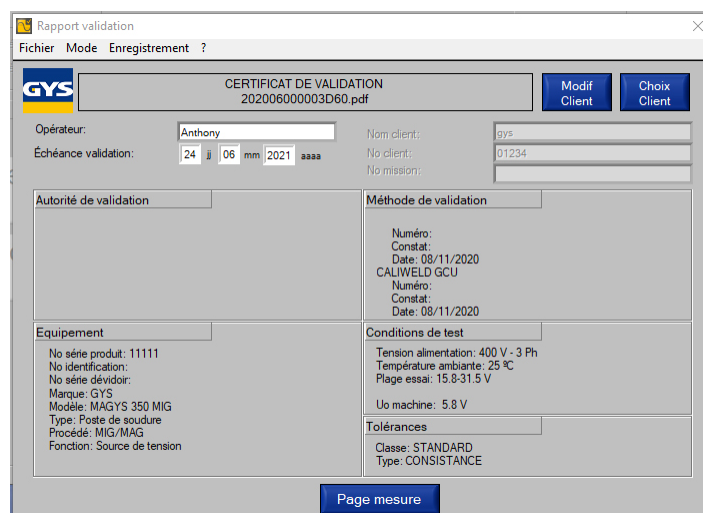 Rapport validation
Fichier Mode Enregistrement ?
GYS
CERTIFICAT DE VALIDATION
202006000003D60.pdf
Modif
Client
Choix
Client
Opérateur: Anthony
Échéance validation: 24 jj 06 mm 2021 aaaa
Nom client: gys
No client: 01234
No mission:
Autorité de validation
Méthode de validation
Numéro:
Constat:
Date: 08/11/2020
CALIWELD GCU
Numéro:
Constat:
Date: 08/11/2020
Equipement
No série produit: 11111
No identification:
No série dévidoir:
Marque: GYS
Modèle: MAGYS 350 MIG
Type: Poste de soudure
Procédé: MIG/MAG
Fonction: Source de tension
Conditions de test
Tension alimentation: 400 V - 3 Ph
Température ambiante: 25 ºC
Plage essai: 15.8-31.5 V
Uo machine: 5.8 V
Tolérances
Classe: STANDARD
Type: CONSISTANCE
Page mesure